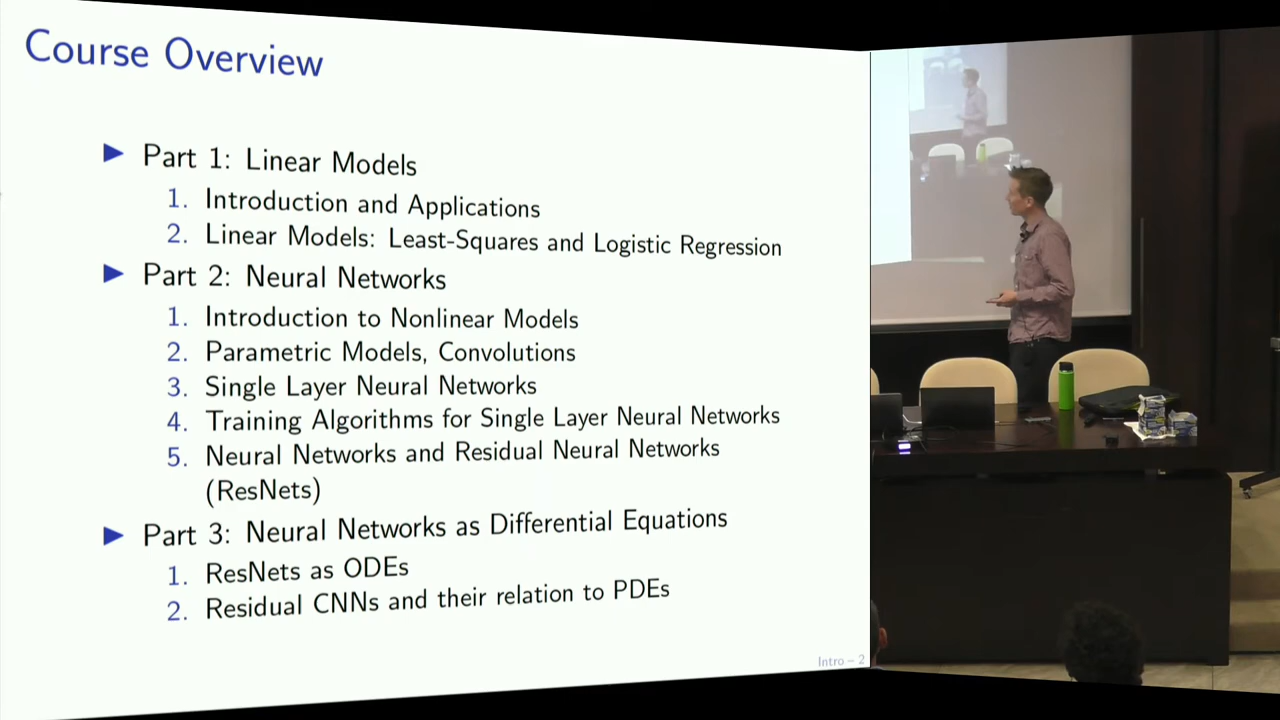 Course Overview
Part 1: Linear Models
1. Introduction and Applications
2. Linear Models: Least-Squares and Logistic Regression
Part 2: Neural Networks
1. Introduction to Nonlinear Models
2. Parametric Models, Convolutions
3. Single Layer Neural Networks
4. Training Algorithms for Single Layer Neural Networks
5. Neural Networks and Residual Neural Networks
(ResNets)
Part 3: Neural Networks as Differential Equations
1. ResNets as ODEs
2. Residual CNNs and their relation to PDEs
Intro – 2